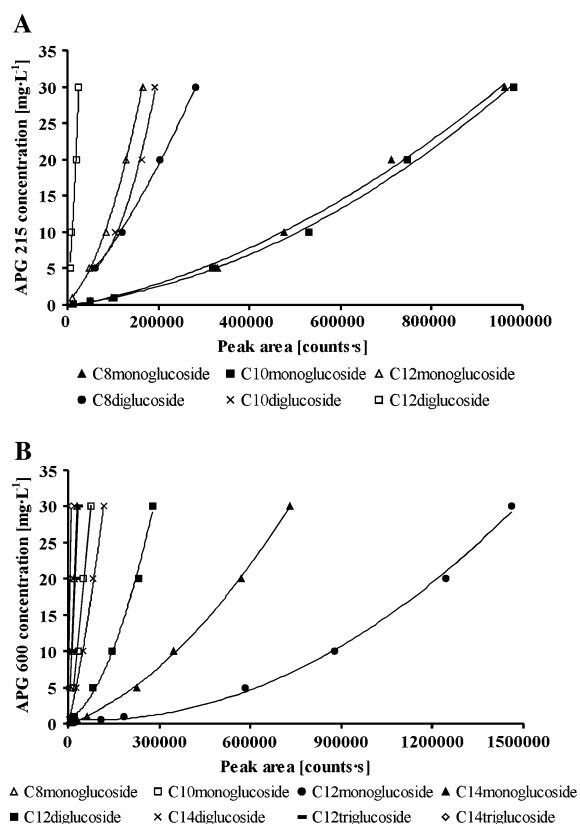 A
APG 215 concentration [mg·L⁻¹]
35
30
25
20
15
10
5
0
0 200000 400000 600000 800000 1000000
Peak area [counts·s]
▲ C8monoglucoside ■ C10monoglucoside △ C12monoglucoside
● C8diglucoside × C10diglucoside □ C12diglucoside
B
APG 600 concentration [mg·L⁻¹]
35
30
25
20
15
10
5
0
0 300000 600000 900000 1200000 1500000
Peak area [counts·s]
△ C8monoglucoside □ C10monoglucoside ● C12monoglucoside ▲ C14monoglucoside
■ C12diglucoside × C14diglucoside − C12triglucoside ◇ C14triglucoside